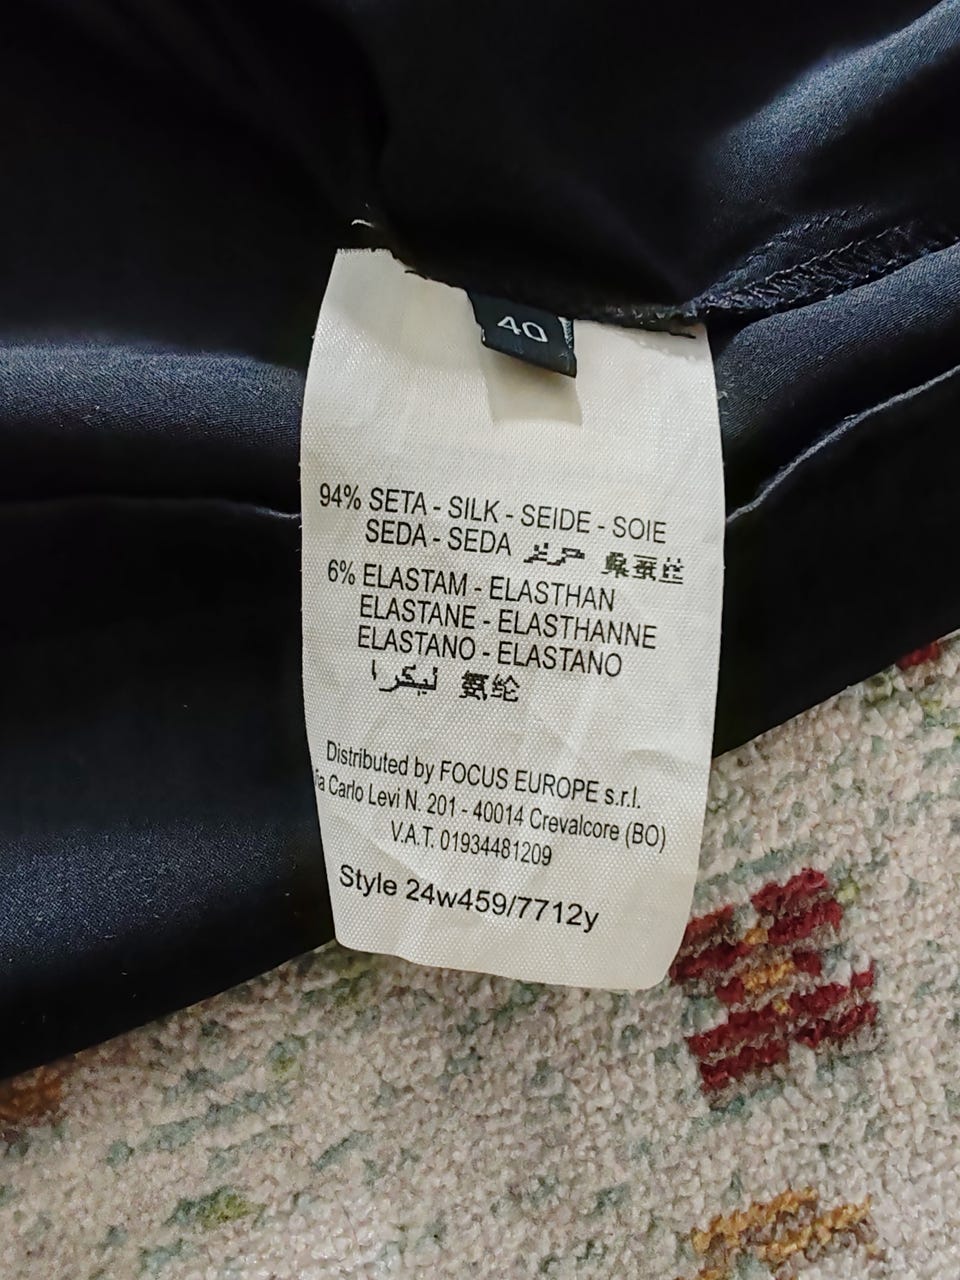 40
94% SETA - SILK - SEIDE - SOIE
SEDA - SEDA حرير 桑蚕丝
6% ELASTAM - ELASTHAN
ELASTANE - ELASTHANNE
ELASTANO - ELASTANO
ليكرا 氨纶
Distributed by FOCUS EUROPE s.r.l.
Carlo Levi N. 201 - 40014 Crevalcore (BO)
V.A.T. 01934481209
Style 24w459/7712y